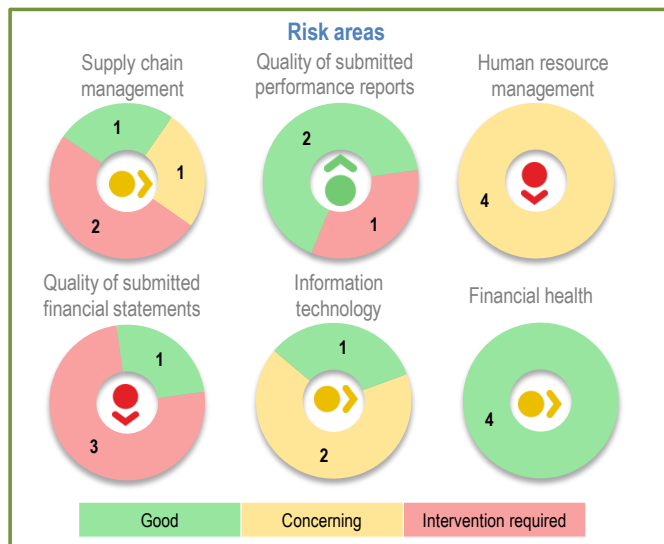 Risk areas
Supply chain
management
1
1
2
Quality of submitted
performance reports
2
1
Human resource
management
4
Quality of submitted
financial statements
1
3
Information
technology
1
2
Financial health
4
Good
Concerning
Intervention required